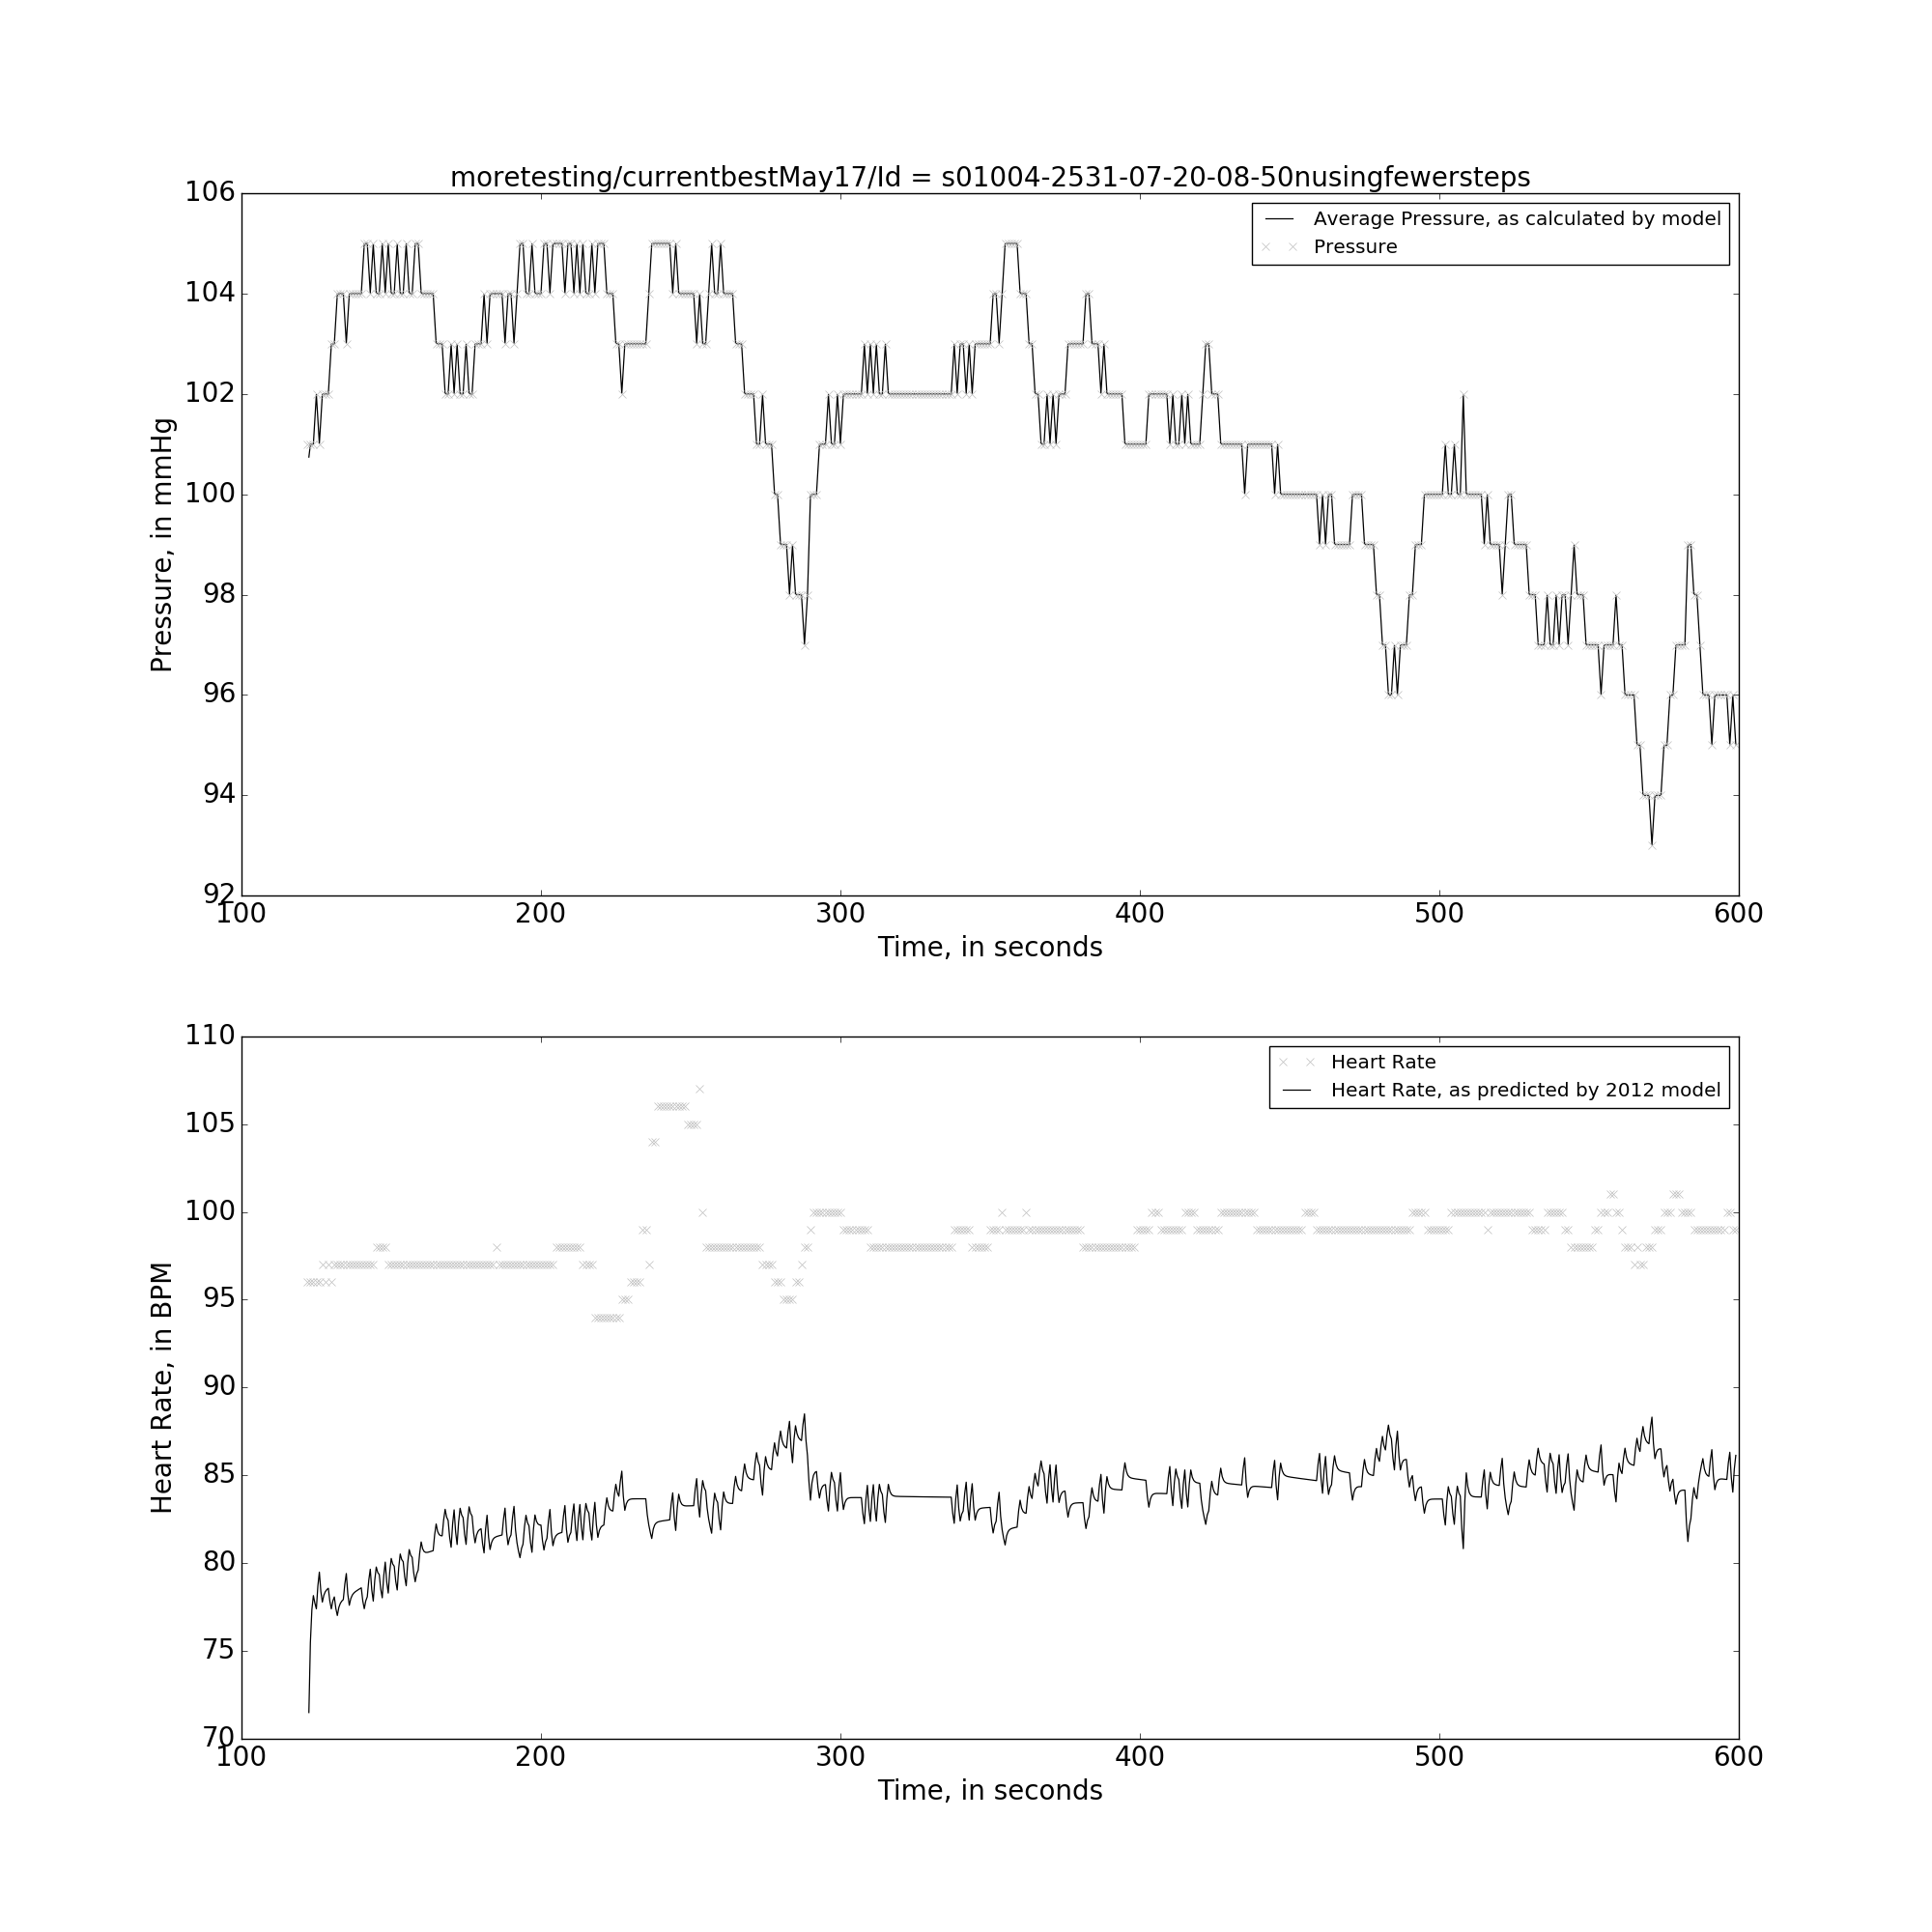 moretesting/currentbestMay17/Id = s01004-2531-07-20-08-50nusingfewersteps
106
104
102
100
98
96
94
92
Pressure, in mmHg
Average Pressure, as calculated by model
Pressure
100 200 300 400 500 600
Time, in seconds
110
105
100
95
90
85
80
75
70
Heart Rate, in BPM
Heart Rate
Heart Rate, as predicted by 2012 model
100 200 300 400 500 600
Time, in seconds